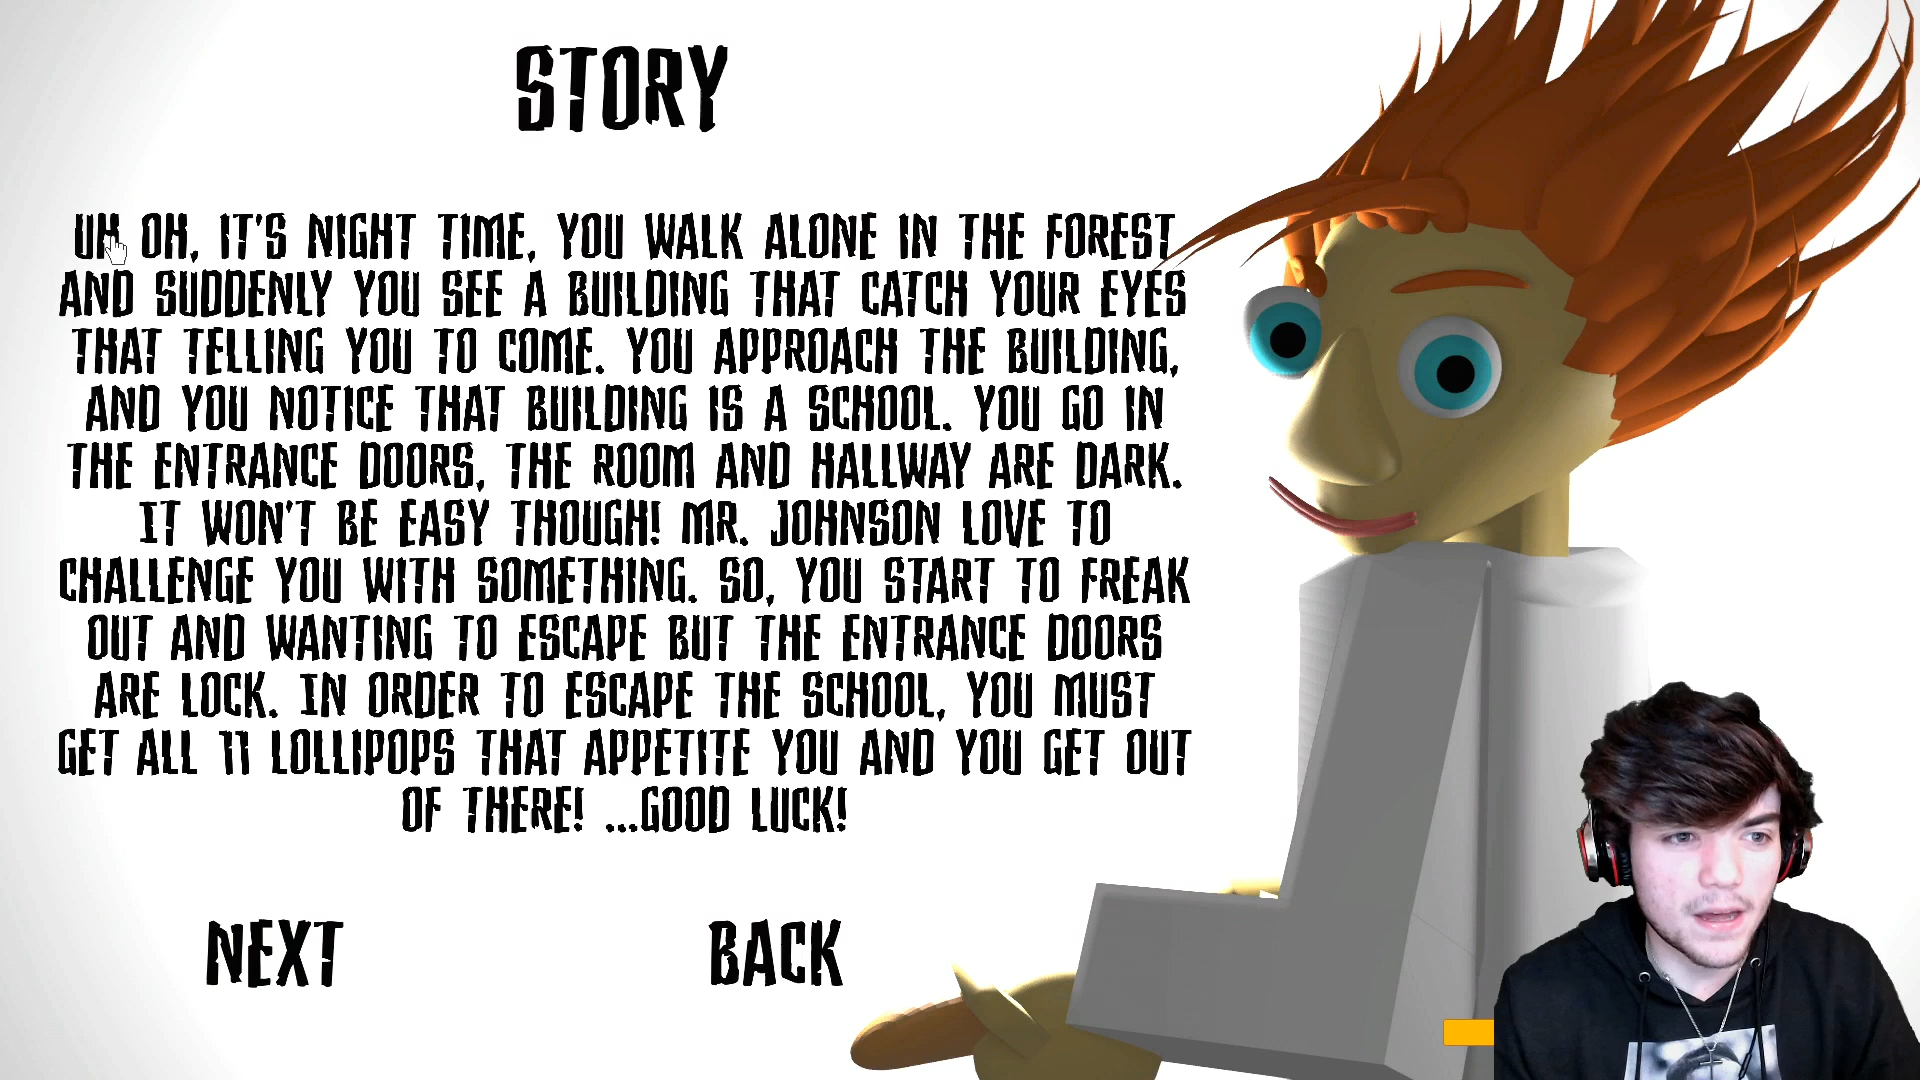 STORY
UH OH, IT'S NIGHT TIME, YOU WALK ALONE IN THE FOREST
AND SUDDENLY YOU SEE A BUILDING THAT CATCH YOUR EYES
THAT TELLING YOU TO COME. YOU APPROACH THE BUILDING,
AND YOU NOTICE THAT BUILDING IS A SCHOOL. YOU GO IN
THE ENTRANCE DOORS, THE ROOM AND HALLWAY ARE DARK.
IT WON'T BE EASY THOUGH! MR. JOHNSON LOVE TO
CHALLENGE YOU WITH SOMETHING. SO, YOU START TO FREAK
OUT AND WANTING TO ESCAPE BUT THE ENTRANCE DOORS
ARE LOCK. IN ORDER TO ESCAPE THE SCHOOL, YOU MUST
GET ALL 11 LOLLIPOPS THAT APPETITE YOU AND YOU GET OUT
OF THERE! ...GOOD LUCK!
NEXT
BACK